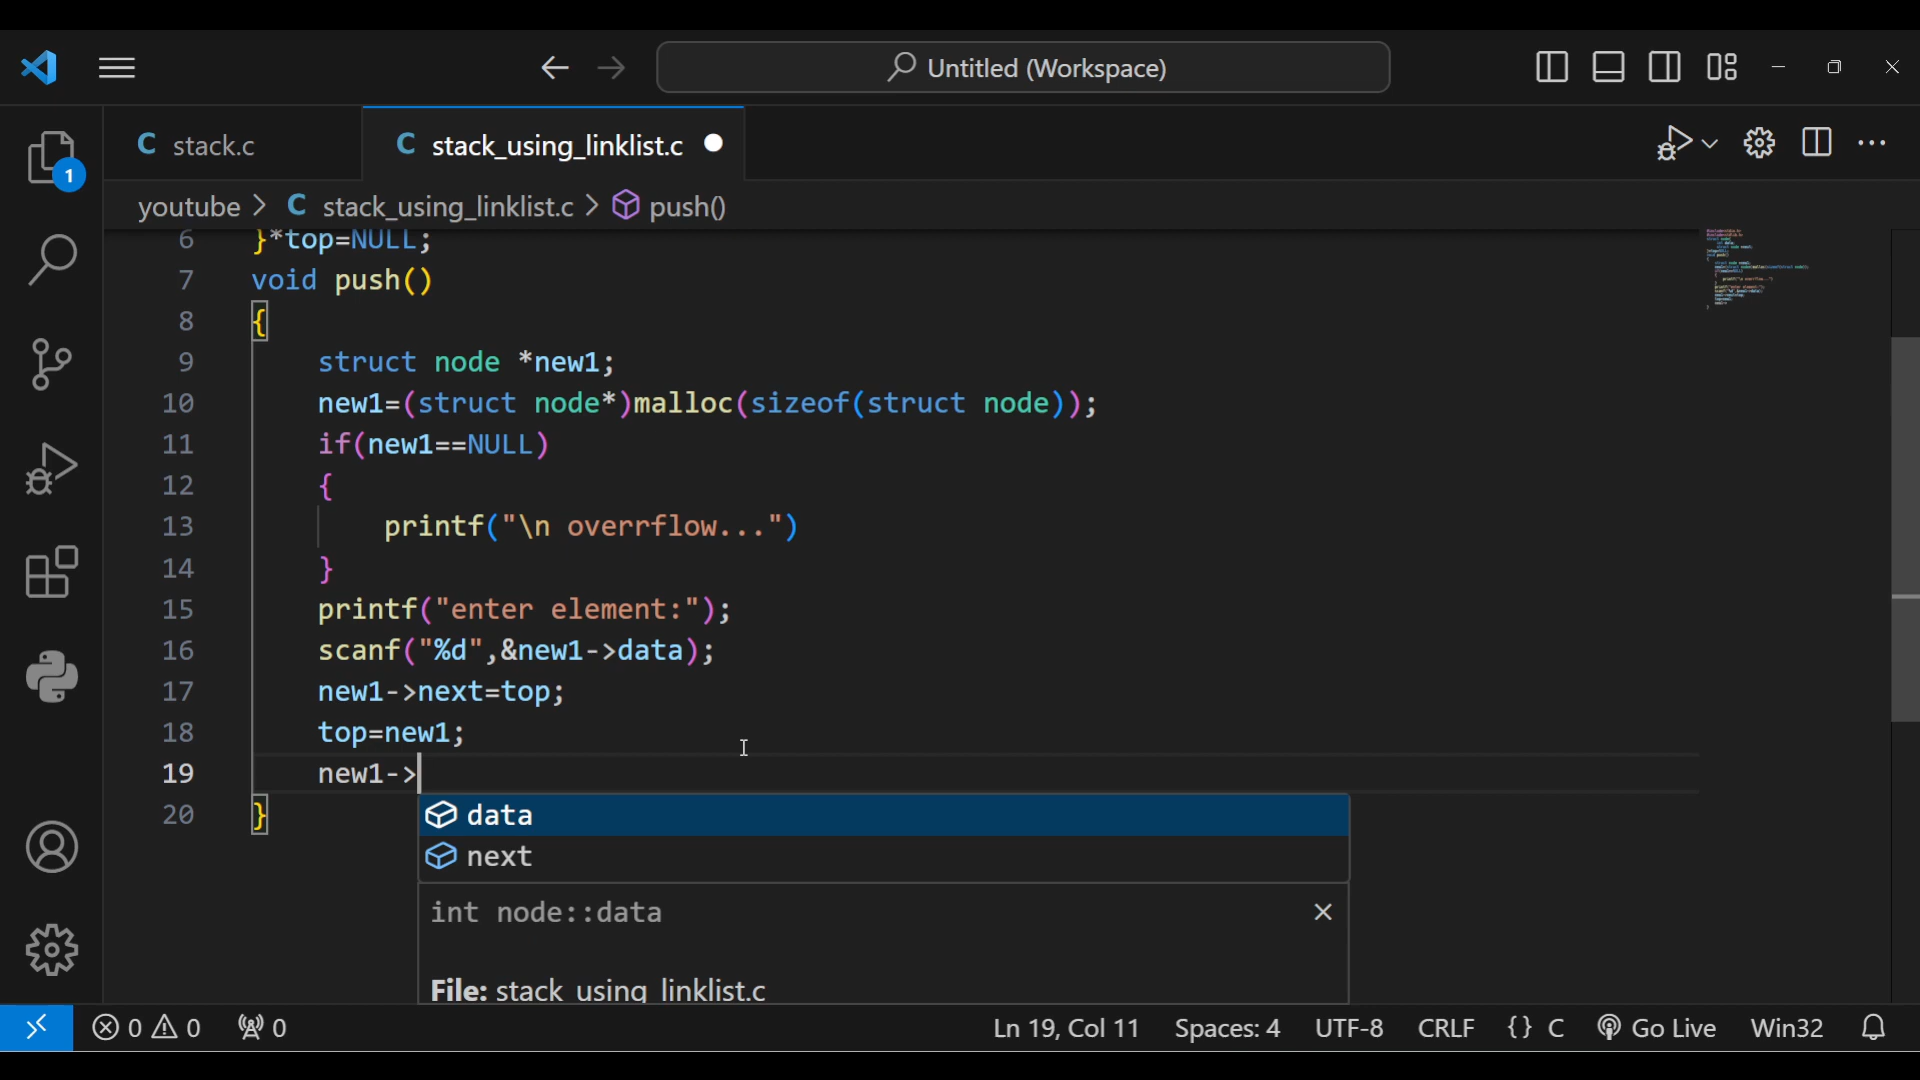 Untitled (Workspace)
1
C stack.c
C stack_using_linklist.c
youtube > C stack_using_linklist.c > push()
6 }*top=NULL;
7 void push()
8 {
9 struct node *new1;
10 new1=(struct node*)malloc(sizeof(struct node));
11 if(new1==NULL)
12 {
13 printf("\n overrflow...")
14 }
15 printf("enter element:");
16 scanf("%d",&new1->data);
17 new1->next=top;
18 top=new1;
19 new1->
20 }
data
next
int node::data
File: stack_using_linklist.c
0 0 0 Ln 19, Col 11 Spaces: 4 UTF-8 CRLF {} C Go Live Win32